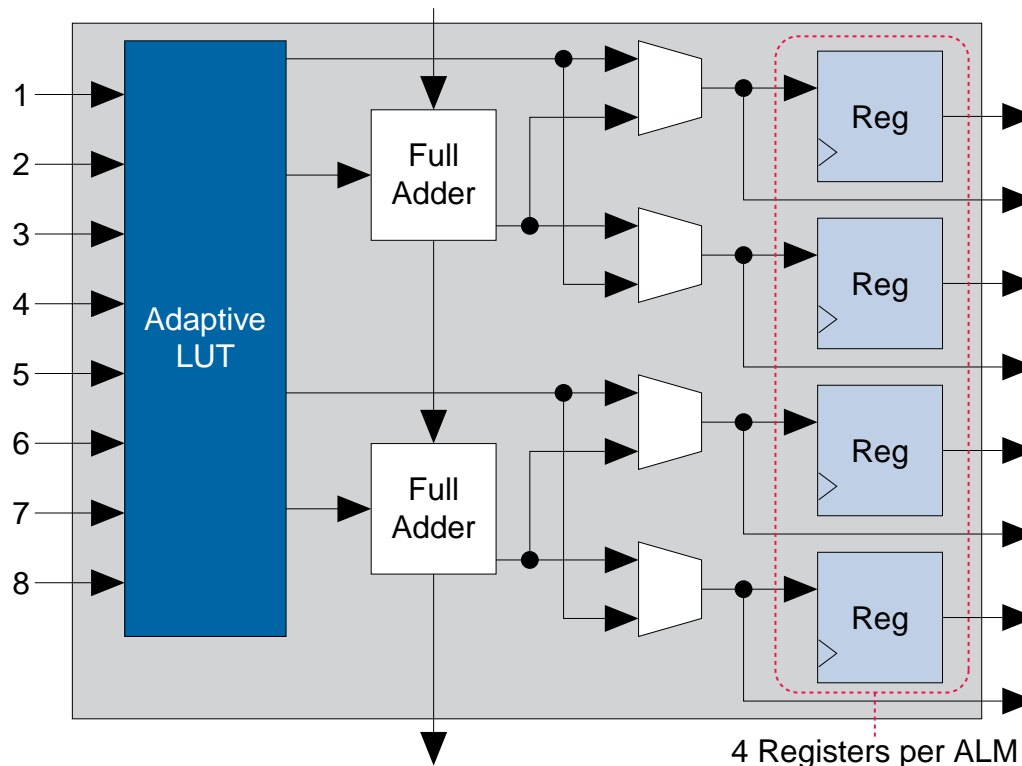 1
2
3
4
5
6
7
8
Adaptive
LUT
Full
Adder
Full
Adder
Reg
Reg
Reg
Reg
4 Registers per ALM